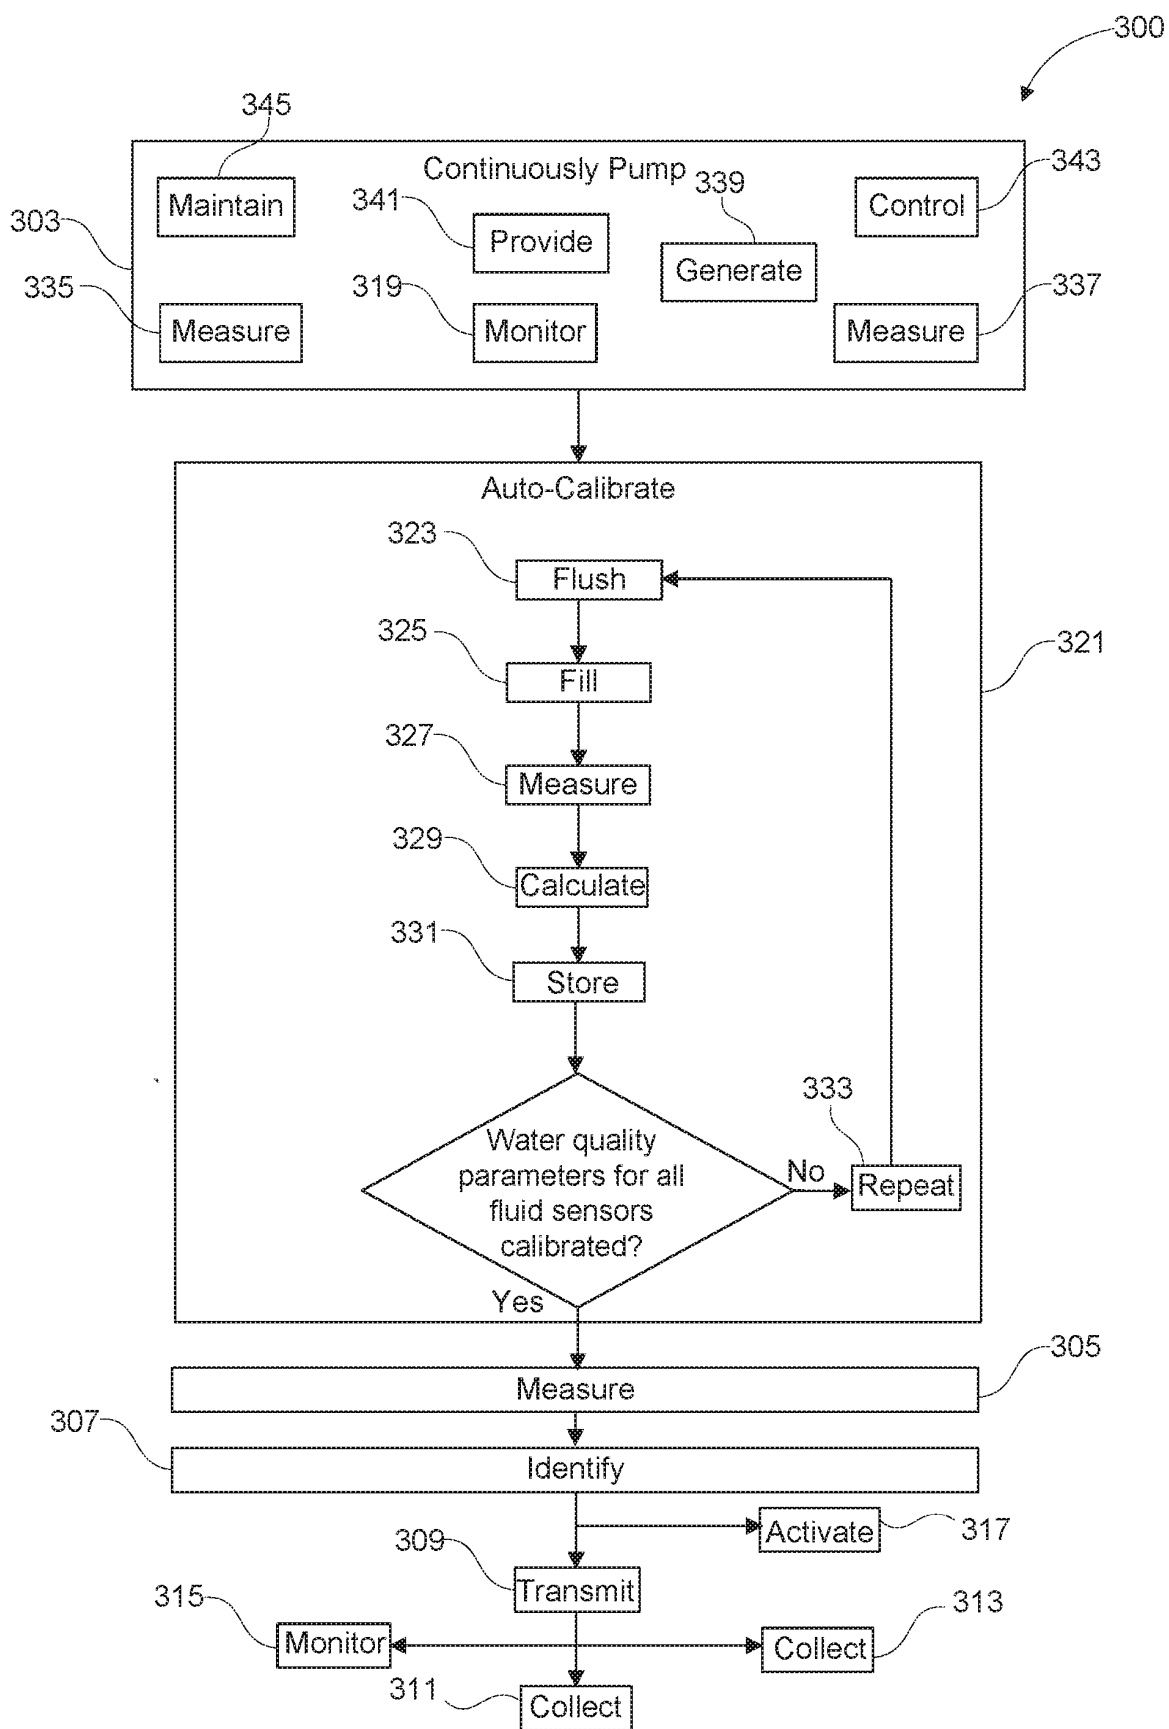 300
345
Continuously Pump
343
Maintain
341
339
Control
303
Provide
Generate
335
319
337
Measure
Monitor
Measure
Auto-Calibrate
323
Flush
325
321
Fill
327
Measure
329
Calculate
331
Store
333
Water quality
parameters for all
fluid sensors
calibrated?
No
Repeat
Yes
305
Measure
307
Identify
317
Activate
309
Transmit
315
313
Monitor
Collect
311
Collect